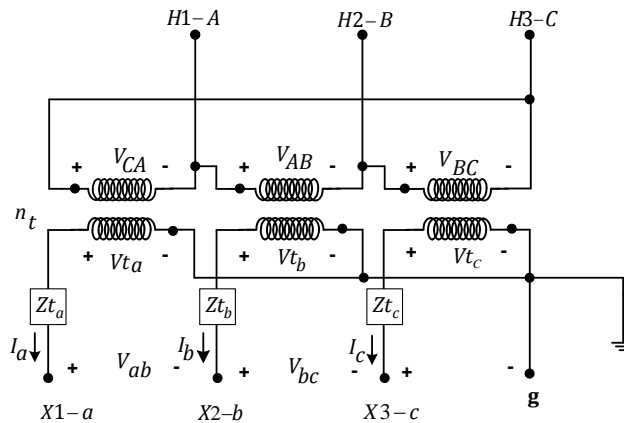 H1-A H2-B H3-C
+ V_CA - + V_AB - + V_BC -
n_t
+ Vt_a - + Vt_b - + Vt_c -
Zt_a Zt_b Zt_c
I_a I_b I_c
+ V_ab - + V_bc - + -
X1-a X2-b X3-c g